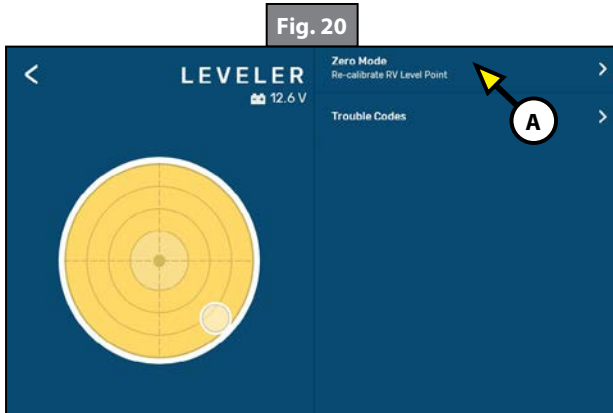 Fig. 20
<
LEVELER
12.6 V
Zero Mode
Re-calibrate RV Level Point
>
A
Trouble Codes
>